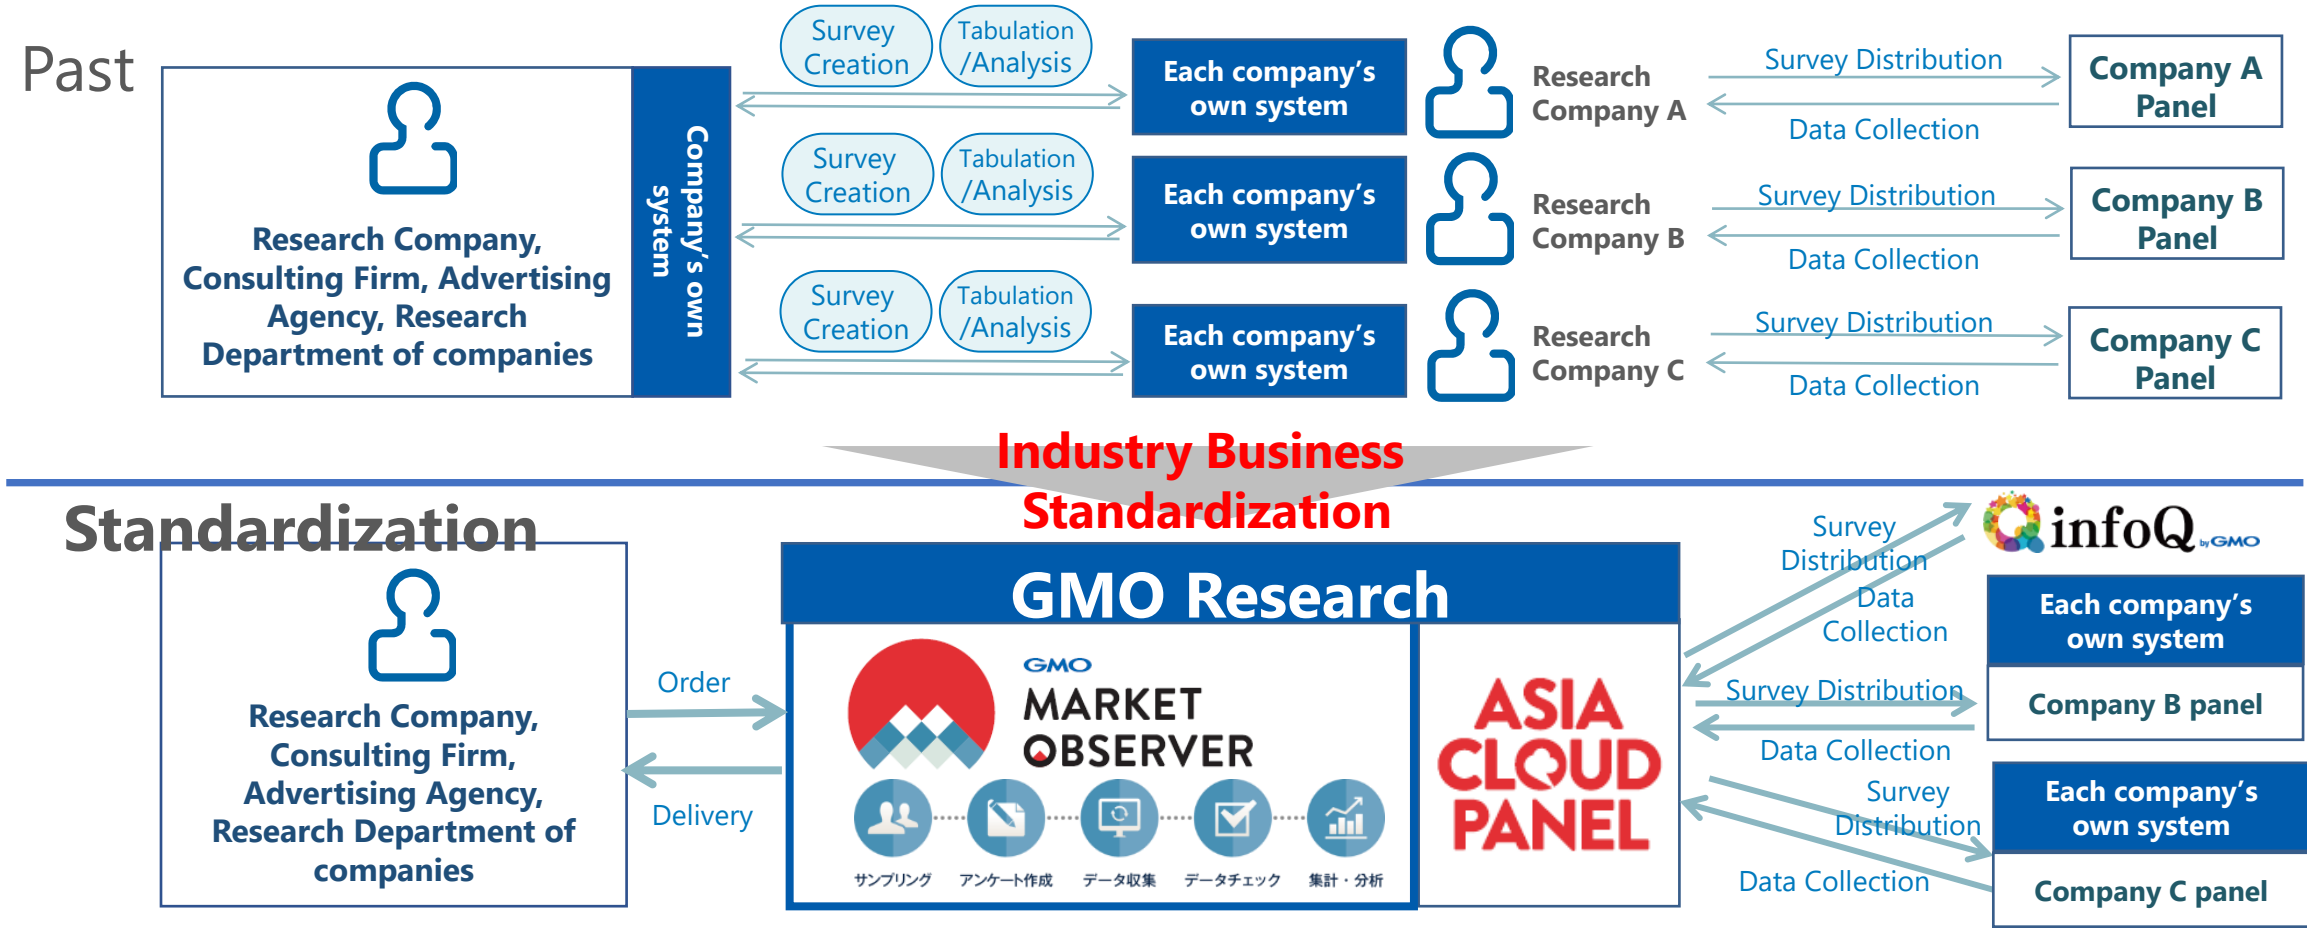 Past
Research Company,
Consulting Firm, Advertising
Agency, Research
Department of companies
Company's own
system
Survey
Creation
Tabulation
/Analysis
Each company's
own system
Research
Company A
Survey Distribution
Data Collection
Company A
Panel
Survey
Creation
Tabulation
/Analysis
Each company's
own system
Research
Company B
Survey Distribution
Data Collection
Company B
Panel
Survey
Creation
Tabulation
/Analysis
Each company's
own system
Research
Company C
Survey Distribution
Data Collection
Company C
Panel
Industry Business
Standardization
Standardization
Research Company,
Consulting Firm,
Advertising Agency,
Research Department of
companies
Order
Delivery
GMO Research
GMO
MARKET
OBSERVER
サンプリング
アンケート作成
データ収集
データチェック
集計・分析
ASIA
CLOUD
PANEL
Survey
Distribution
Data
Collection
infoQ
by GMO
Survey Distribution
Data Collection
Each company's
own system
Company B panel
Survey
Distribution
Data Collection
Each company's
own system
Company C panel